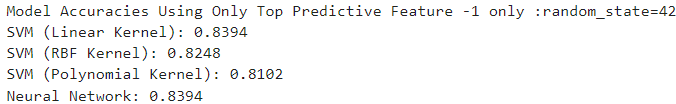 Model Accuracies Using Only Top Predictive Feature -1 only :random_state=42
SVM (Linear Kernel): 0.8394
SVM (RBF Kernel): 0.8248
SVM (Polynomial Kernel): 0.8102
Neural Network: 0.8394